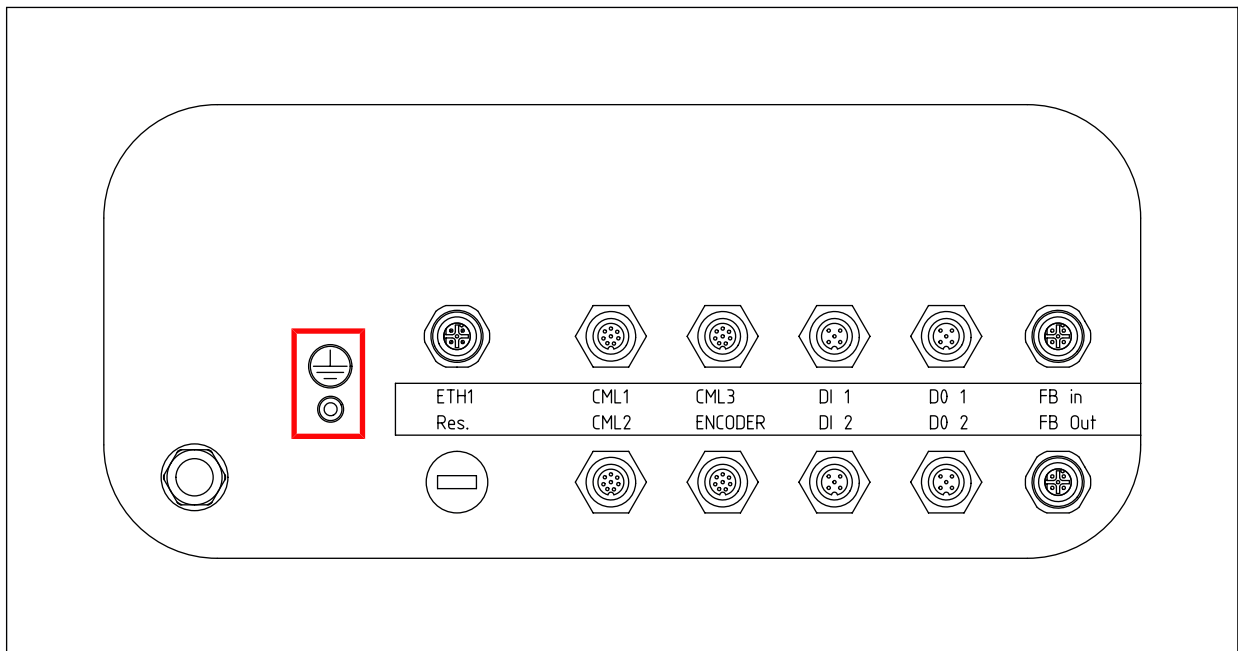 ETH1 CML1 CML3 DI 1 DO 1 FB in
Res. CML2 ENCODER DI 2 DO 2 FB Out